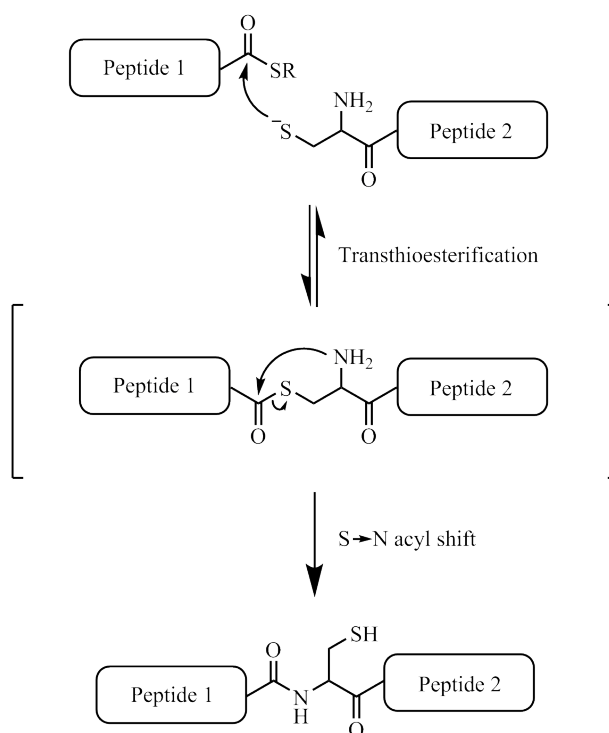 O
Peptide 1
SR
NH2
-S
Peptide 2
O
Transthioesterification
NH2
Peptide 1
S
Peptide 2
O
O
S→N acyl shift
SH
O
Peptide 1
N
H
Peptide 2
O